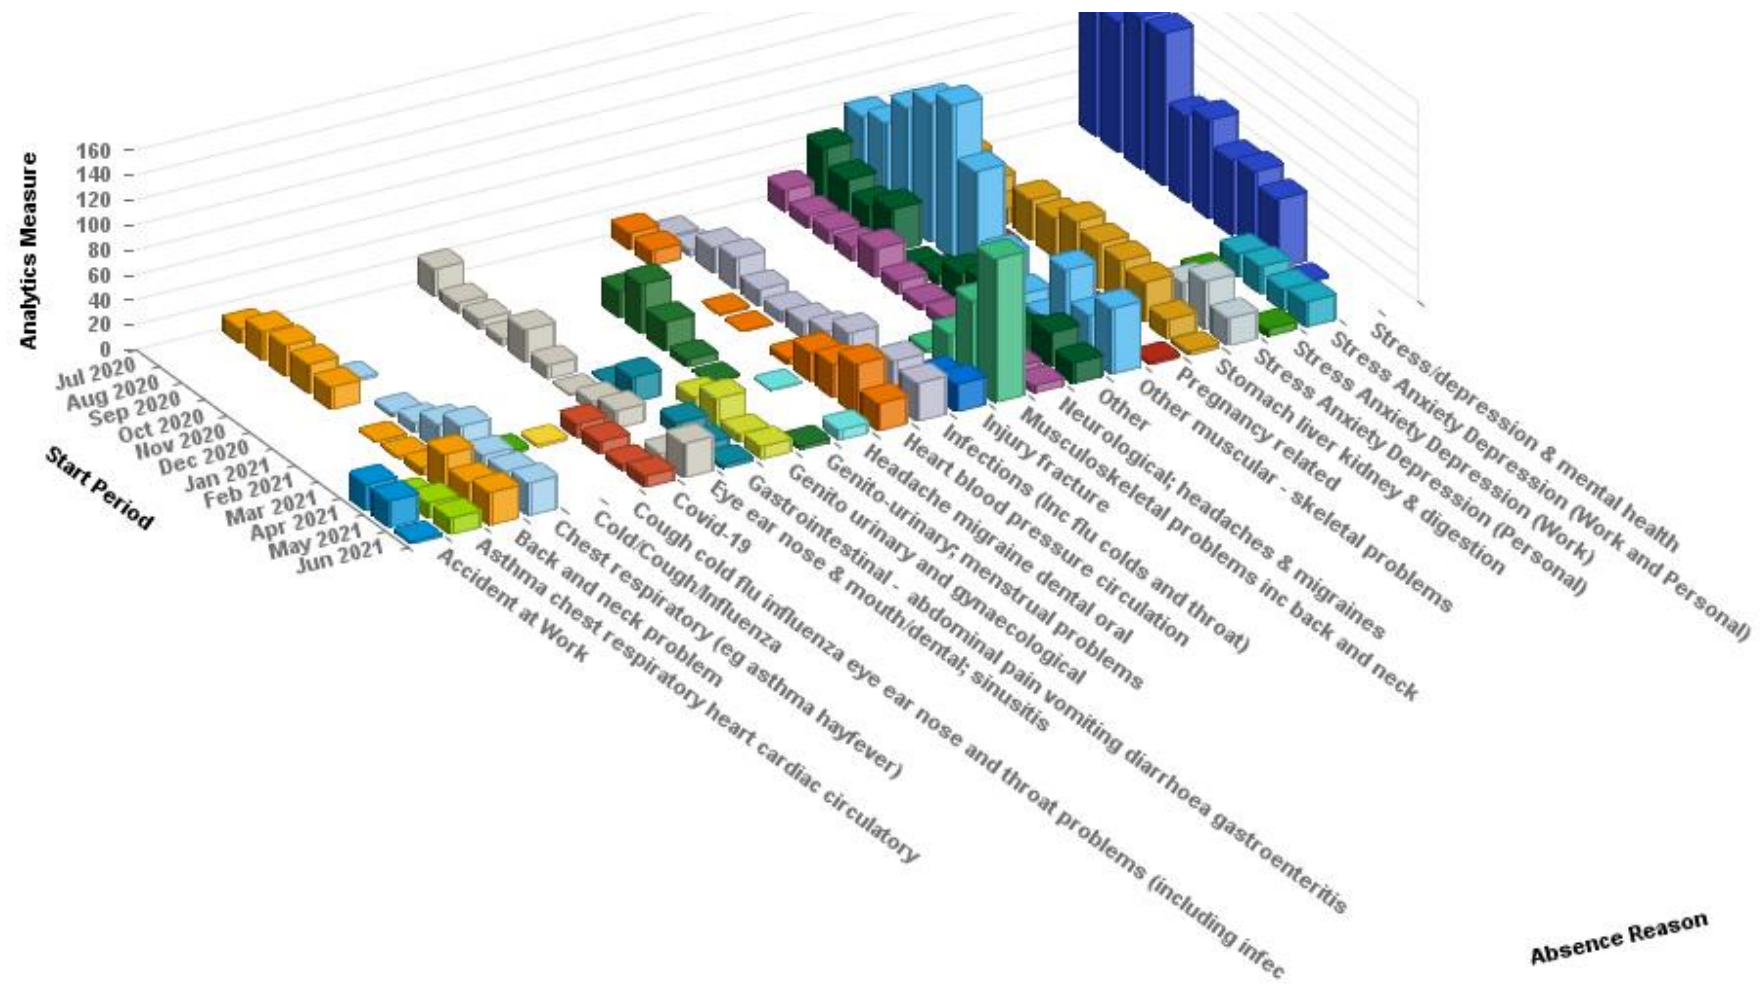 Analytics Measure
160
140
120
100
80
60
40
20
0
Jul 2020
Aug 2020
Sep 2020
Oct 2020
Nov 2020
Dec 2020
Jan 2021
Feb 2021
Mar 2021
Apr 2021
May 2021
Jun 2021
Start Period
Accident at Work
Asthma chest respiratory heart cardiac circulatory
Back and neck problem
Chest respiratory (eg asthma hayfever)
Cold/Cough/Influenza
Cough cold flu influenza eye ear nose and throat problems (including infec
Covid-19
Eye ear nose & mouth/dental; sinusitis
Gastrointestinal - abdominal pain vomiting diarrhoea gastroenteritis
Genito urinary and gynaecological
Genito-urinary; menstrual problems
Headache migraine dental oral
Heart blood pressure circulation
Infections (Inc flu colds and throat)
Injury fracture
Musculoskeletal problems inc back and neck
Neurological; headaches & migraines
Other
Other muscular - skeletal problems
Pregnancy related
Stomach liver kidney & digestion
Stress Anxiety Depression (Personal)
Stress Anxiety Depression (Work)
Stress Anxiety Depression (Work and Personal)
Stress/depression & mental health
Absence Reason